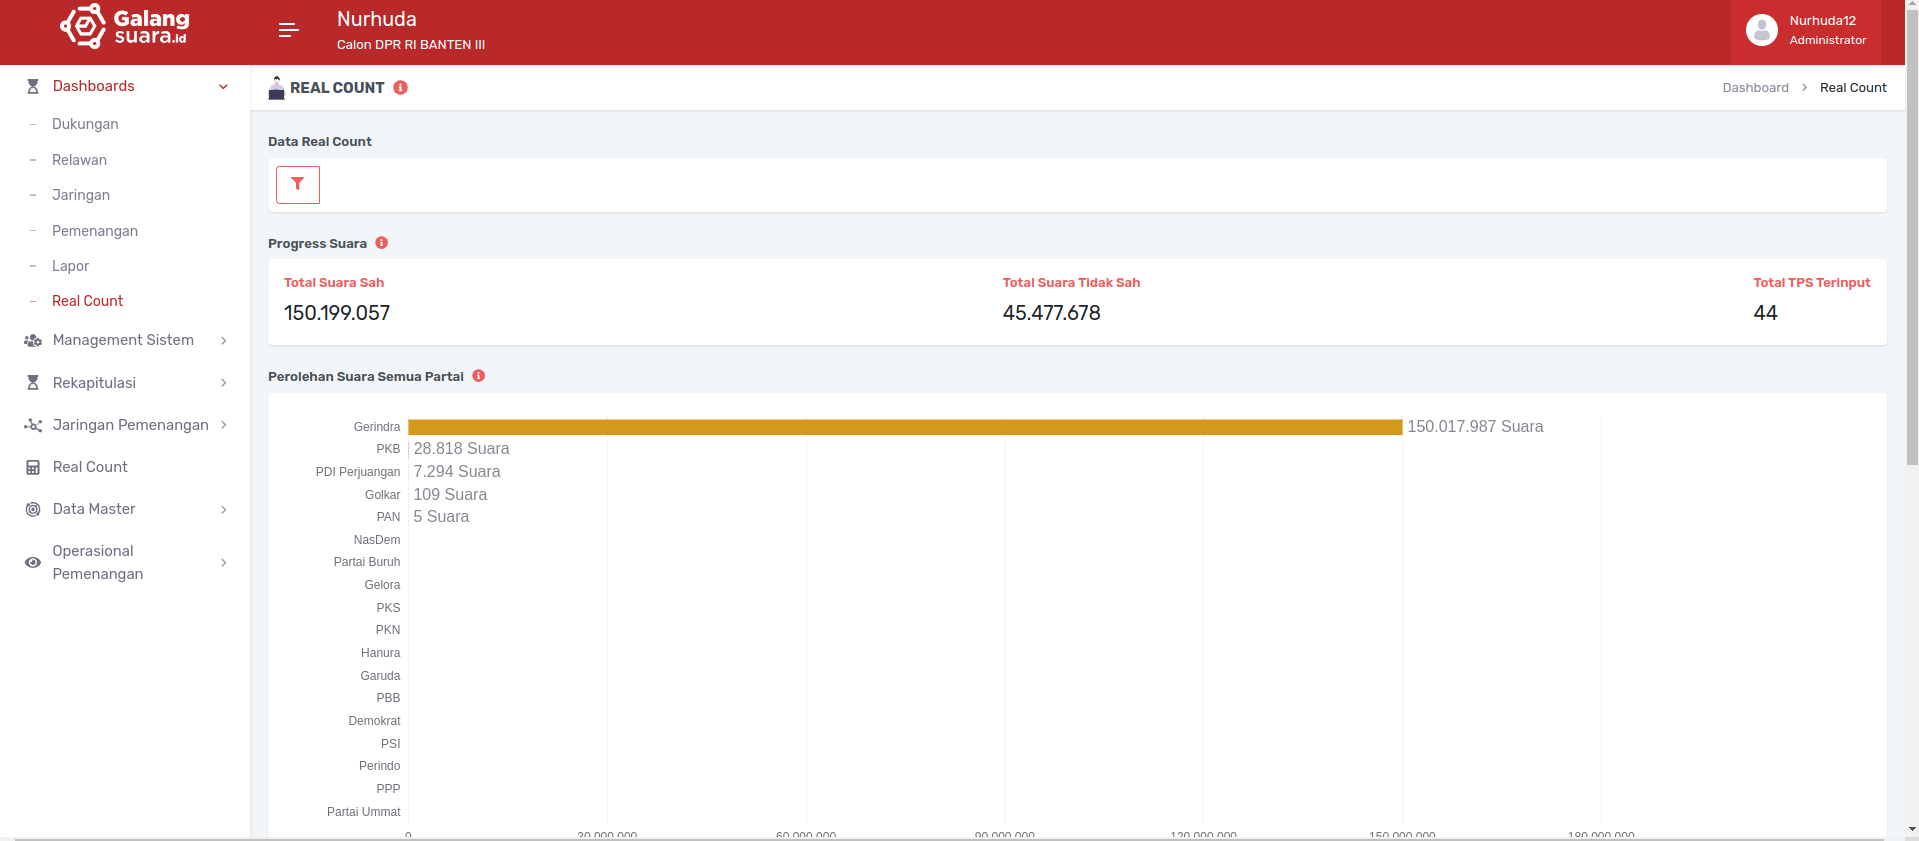 Galang
suara.id
Nurhuda
Calon DPR RI BANTEN III
Nurhuda12
Administrator
Dashboards
Dukungan
Relawan
Jaringan
Pemenangan
Lapor
Real Count
Management Sistem
Rekapitulasi
Jaringan Pemenangan
Real Count
Data Master
Operasional
Pemenangan
REAL COUNT
Dashboard > Real Count
Data Real Count
Progress Suara
Total Suara Sah
150.199.057
Total Suara Tidak Sah
45.477.678
Total TPS Terinput
44
Perolehan Suara Semua Partai
Gerindra 150.017.987 Suara
PKB 28.818 Suara
PDI Perjuangan 7.294 Suara
Golkar 109 Suara
PAN 5 Suara
NasDem
Partai Buruh
Gelora
PKS
PKN
Hanura
Garuda
PBB
Demokrat
PSI
Perindo
PPP
Partai Ummat
0 30.000.000 60.000.000 90.000.000 120.000.000 150.000.000 180.000.000